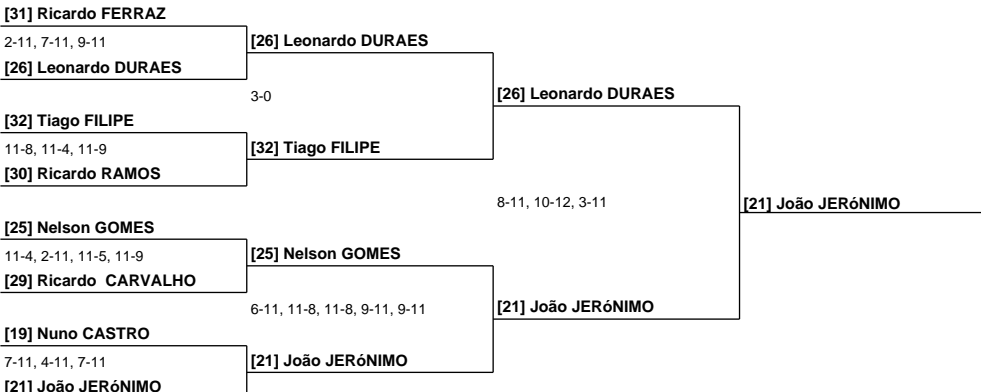 [31] Ricardo FERRAZ
2-11, 7-11, 9-11
[26] Leonardo DURAES
[26] Leonardo DURAES
3-0
[26] Leonardo DURAES
[32] Tiago FILIPE
11-8, 11-4, 11-9
[32] Tiago FILIPE
[30] Ricardo RAMOS
8-11, 10-12, 3-11
[21] João JERóNIMO
[25] Nelson GOMES
11-4, 2-11, 11-5, 11-9
[25] Nelson GOMES
[29] Ricardo CARVALHO
6-11, 11-8, 11-8, 9-11, 9-11
[21] João JERóNIMO
[19] Nuno CASTRO
7-11, 4-11, 7-11
[21] João JERóNIMO
[21] João JERóNIMO